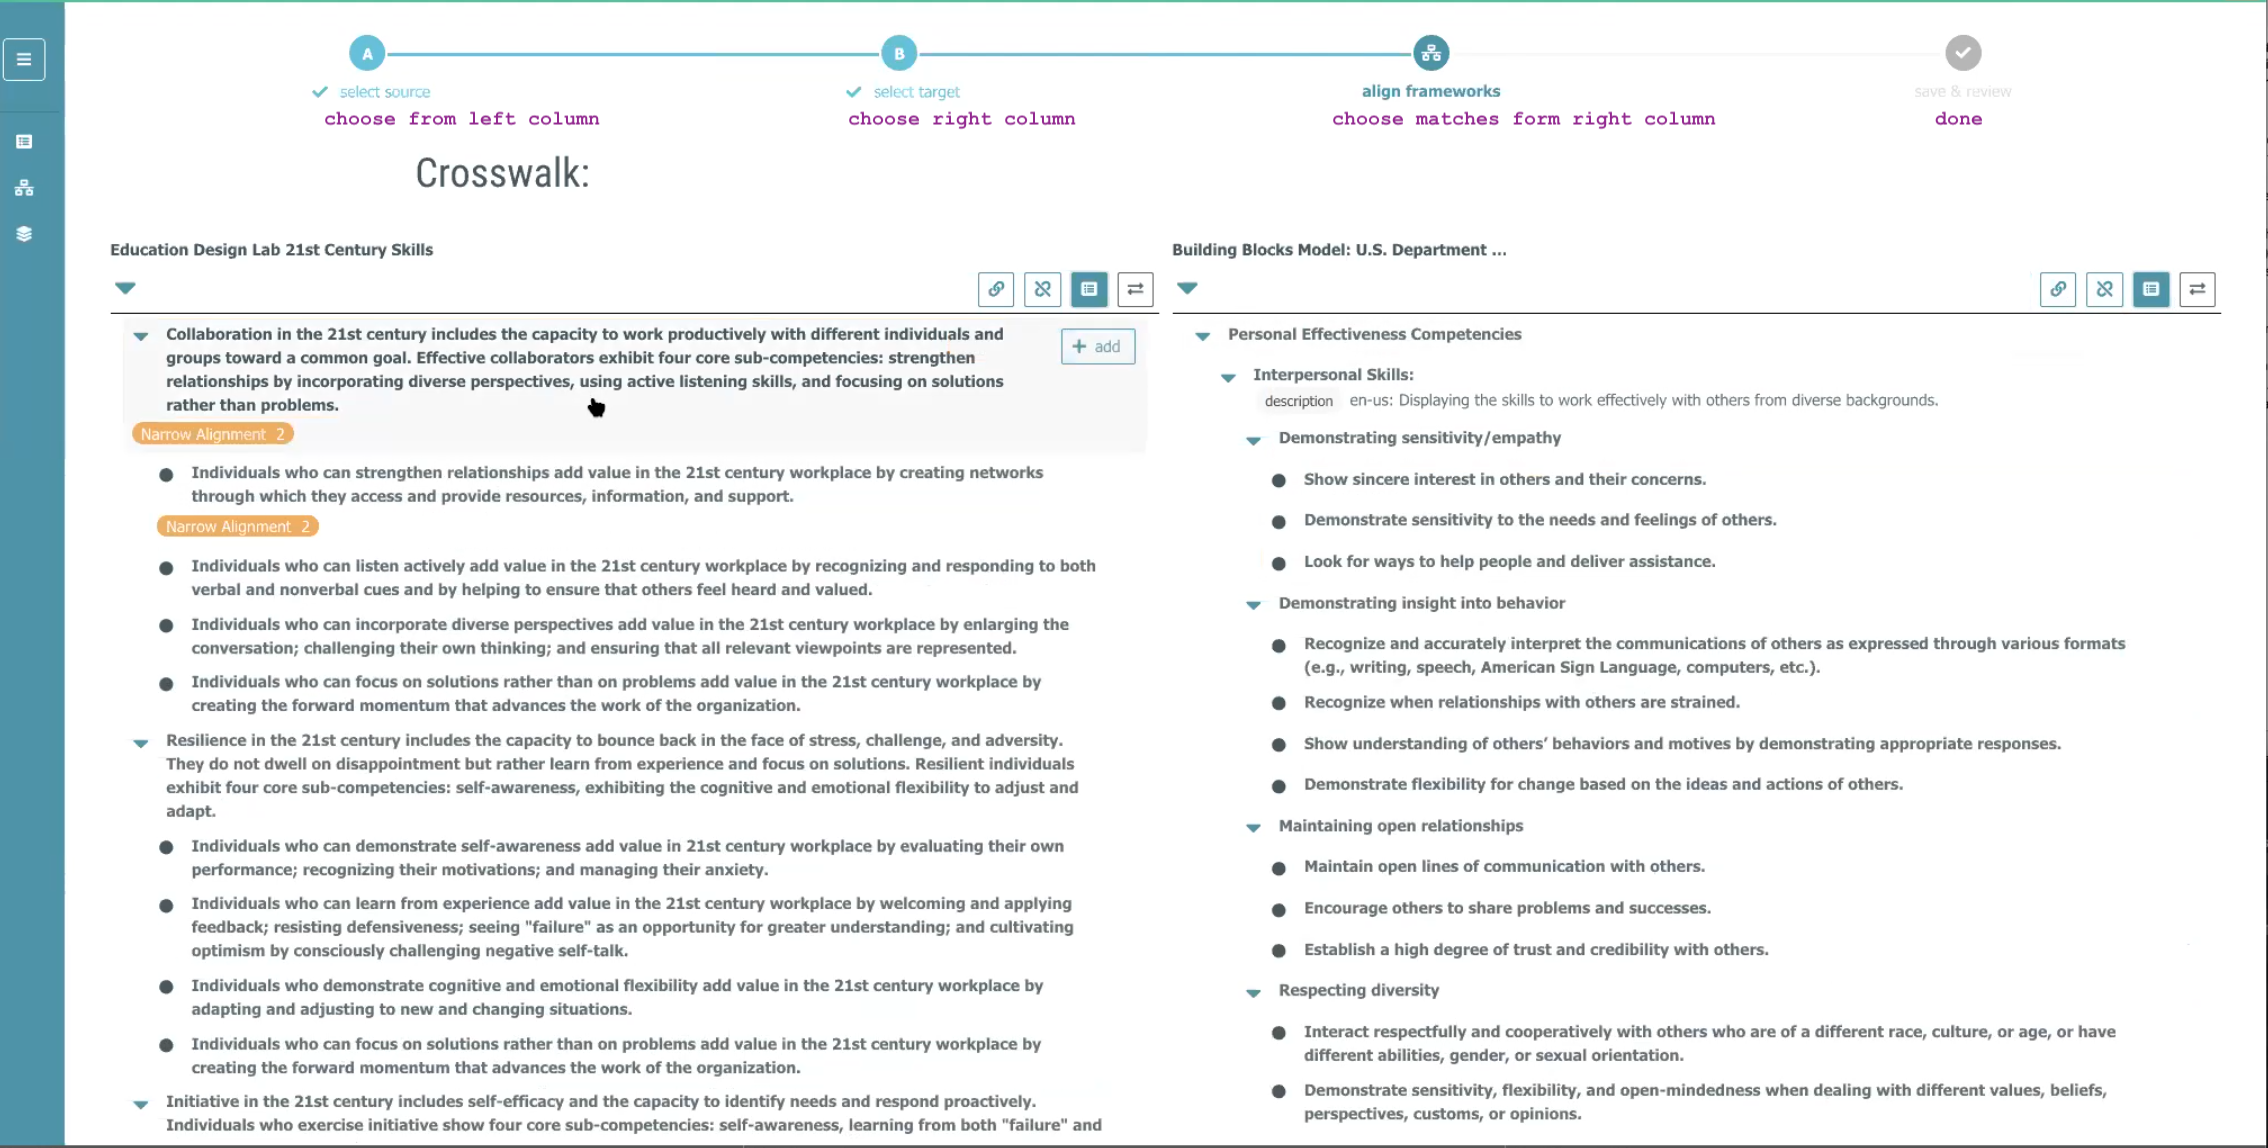 A
B
select source
select target
align frameworks
save & review
choose from left column
choose right column
choose matches form right column
done
Crosswalk:
Education Design Lab 21st Century Skills
+ add
Collaboration in the 21st century includes the capacity to work productively with different individuals and
groups toward a common goal. Effective collaborators exhibit four core sub-competencies: strengthen
relationships by incorporating diverse perspectives, using active listening skills, and focusing on solutions
rather than problems.
Narrow Alignment 2
Individuals who can strengthen relationships add value in the 21st century workplace by creating networks
through which they access and provide resources, information, and support.
Narrow Alignment 2
Individuals who can listen actively add value in the 21st century workplace by recognizing and responding to both
verbal and nonverbal cues and by helping to ensure that others feel heard and valued.
Individuals who can incorporate diverse perspectives add value in the 21st century workplace by enlarging the
conversation; challenging their own thinking; and ensuring that all relevant viewpoints are represented.
Individuals who can focus on solutions rather than on problems add value in the 21st century workplace by
creating the forward momentum that advances the work of the organization.
Resilience in the 21st century includes the capacity to bounce back in the face of stress, challenge, and adversity.
They do not dwell on disappointment but rather learn from experience and focus on solutions. Resilient individuals
exhibit four core sub-competencies: self-awareness, exhibiting the cognitive and emotional flexibility to adjust and
adapt.
Individuals who can demonstrate self-awareness add value in 21st century workplace by evaluating their own
performance; recognizing their motivations; and managing their anxiety.
Individuals who can learn from experience add value in the 21st century workplace by welcoming and applying
feedback; resisting defensiveness; seeing "failure" as an opportunity for greater understanding; and cultivating
optimism by consciously challenging negative self-talk.
Individuals who demonstrate cognitive and emotional flexibility add value in the 21st century workplace by
adapting and adjusting to new and changing situations.
Individuals who can focus on solutions rather than on problems add value in the 21st century workplace by
creating the forward momentum that advances the work of the organization.
Initiative in the 21st century includes self-efficacy and the capacity to identify needs and respond proactively.
Individuals who exercise initiative show four core sub-competencies: self-awareness, learning from both "failure" and
Building Blocks Model: U.S. Department ...
Personal Effectiveness Competencies
Interpersonal Skills:
description en-us: Displaying the skills to work effectively with others from diverse backgrounds.
Demonstrating sensitivity/empathy
Show sincere interest in others and their concerns.
Demonstrate sensitivity to the needs and feelings of others.
Look for ways to help people and deliver assistance.
Demonstrating insight into behavior
Recognize and accurately interpret the communications of others as expressed through various formats
(e.g., writing, speech, American Sign Language, computers, etc.).
Recognize when relationships with others are strained.
Show understanding of others’ behaviors and motives by demonstrating appropriate responses.
Demonstrate flexibility for change based on the ideas and actions of others.
Maintaining open relationships
Maintain open lines of communication with others.
Encourage others to share problems and successes.
Establish a high degree of trust and credibility with others.
Respecting diversity
Interact respectfully and cooperatively with others who are of a different race, culture, or age, or have
different abilities, gender, or sexual orientation.
Demonstrate sensitivity, flexibility, and open-mindedness when dealing with different values, beliefs,
perspectives, customs, or opinions.